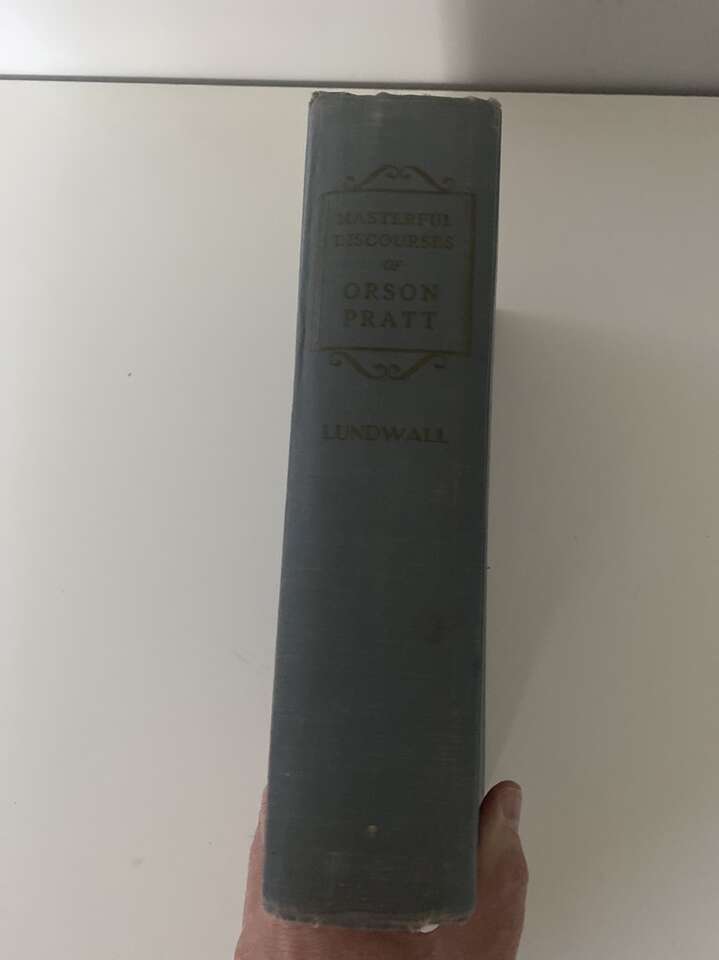 MASTERFUL
DISCOURSES
OF
ORSON
PRATT
LUNDWALL